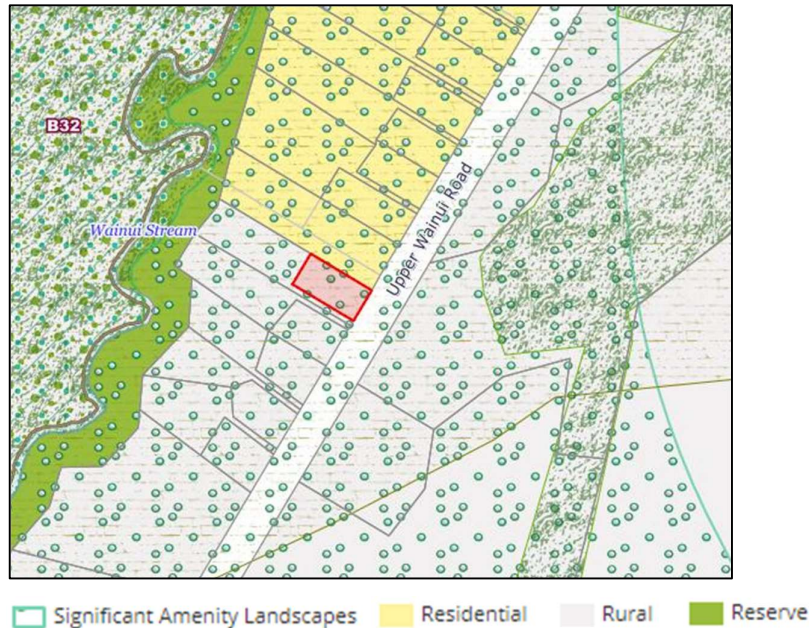 B32
Wainui Stream
Upper Wainui Road
Significant Amenity Landscapes
Residential
Rural
Reserve